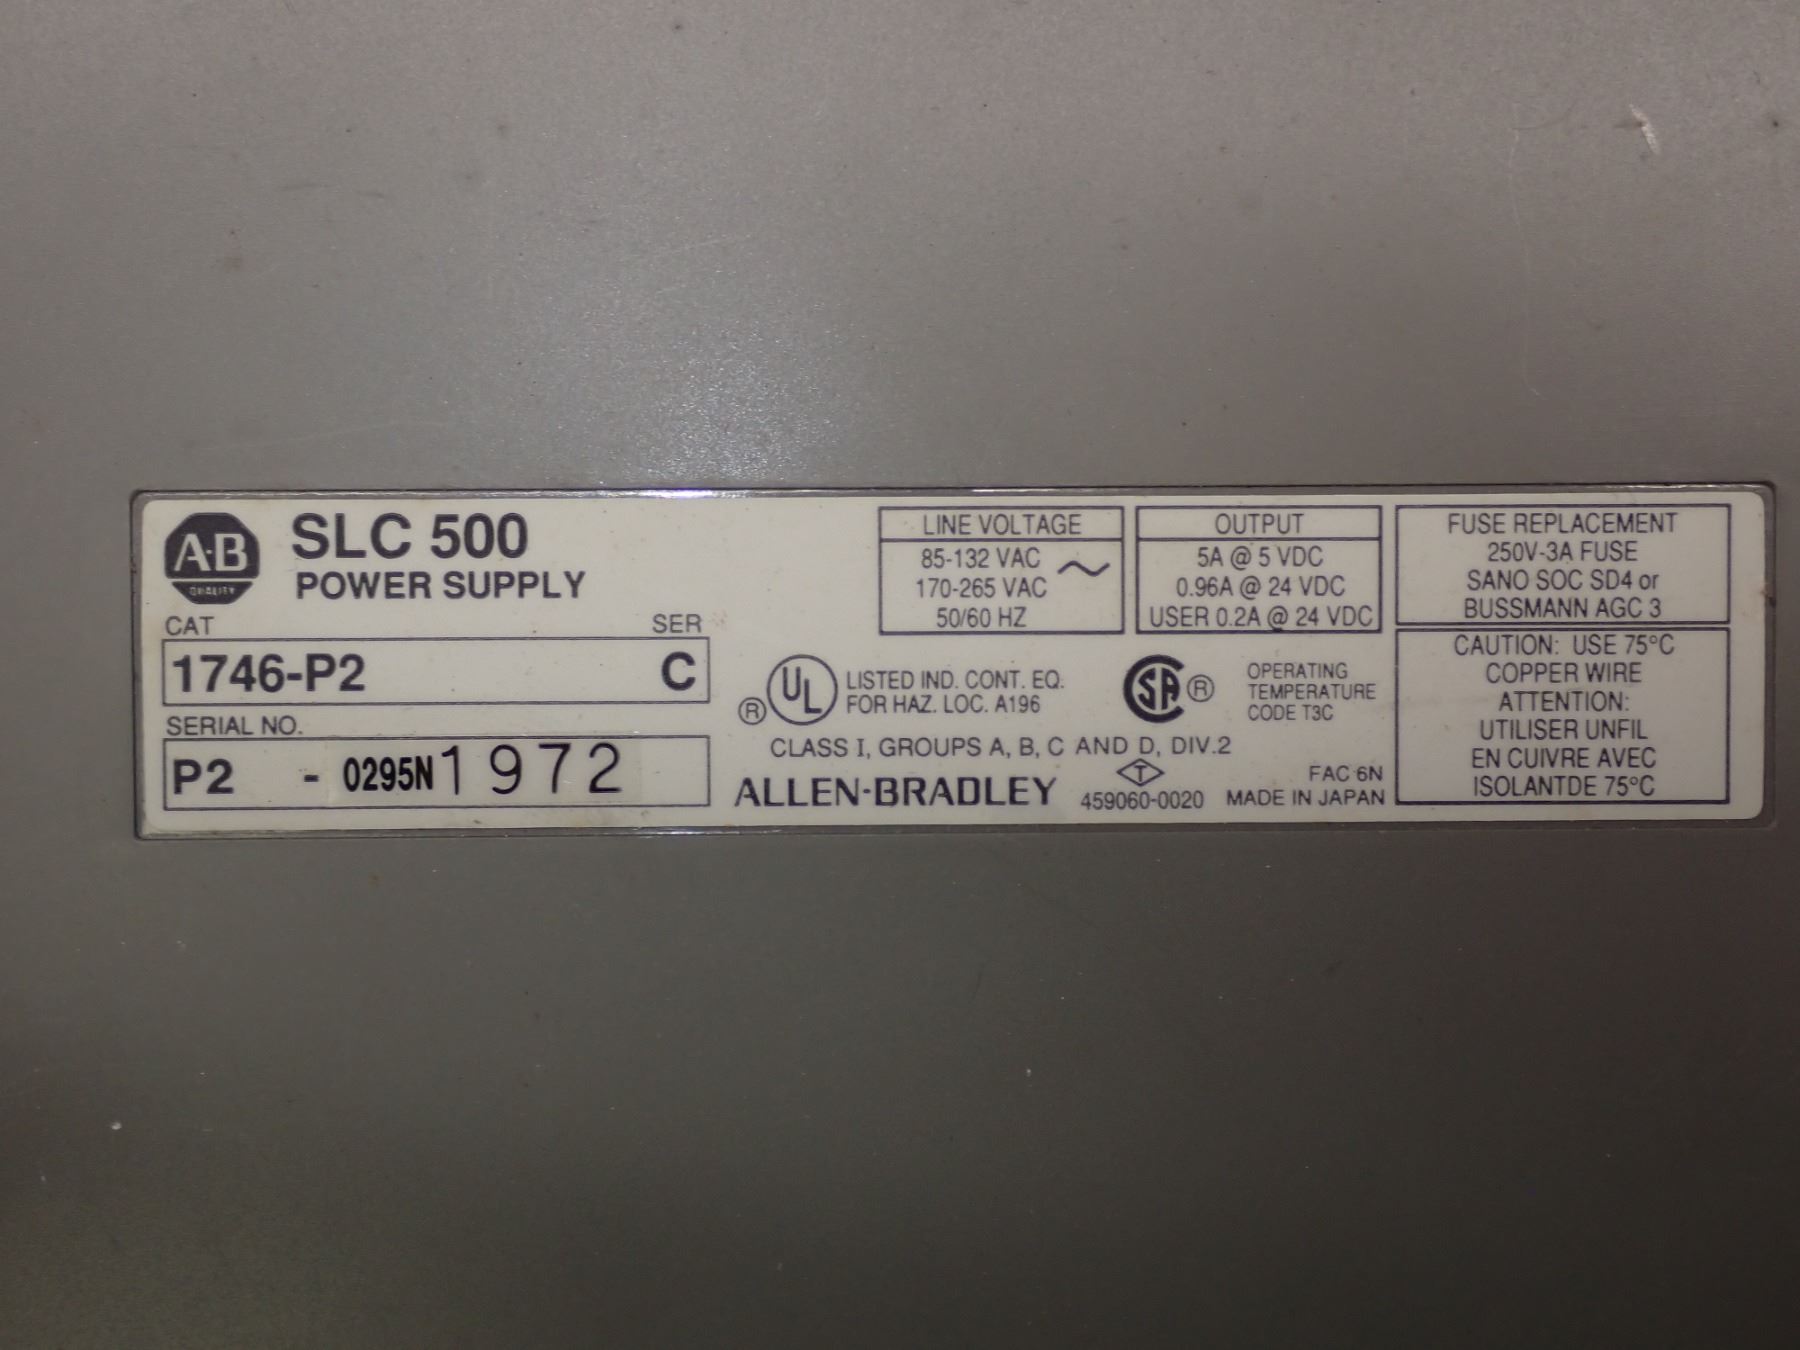 A·B
QUALITY
SLC 500
POWER SUPPLY
CAT SER
1746-P2 C
SERIAL NO.
P2 - 0295N1972
LINE VOLTAGE
85-132 VAC ~
170-265 VAC
50/60 HZ
OUTPUT
5A @ 5 VDC
0.96A @ 24 VDC
USER 0.2A @ 24 VDC
FUSE REPLACEMENT
250V-3A FUSE
SANO SOC SD4 or
BUSSMANN AGC 3
® UL LISTED IND. CONT. EQ.
FOR HAZ. LOC. A196
SA ®
OPERATING
TEMPERATURE
CODE T3C
CLASS I, GROUPS A, B, C AND D, DIV.2
ALLEN-BRADLEY
T
459060-0020
FAC 6N
MADE IN JAPAN
CAUTION: USE 75°C
COPPER WIRE
ATTENTION:
UTILISER UNFIL
EN CUIVRE AVEC
ISOLANTDE 75°C